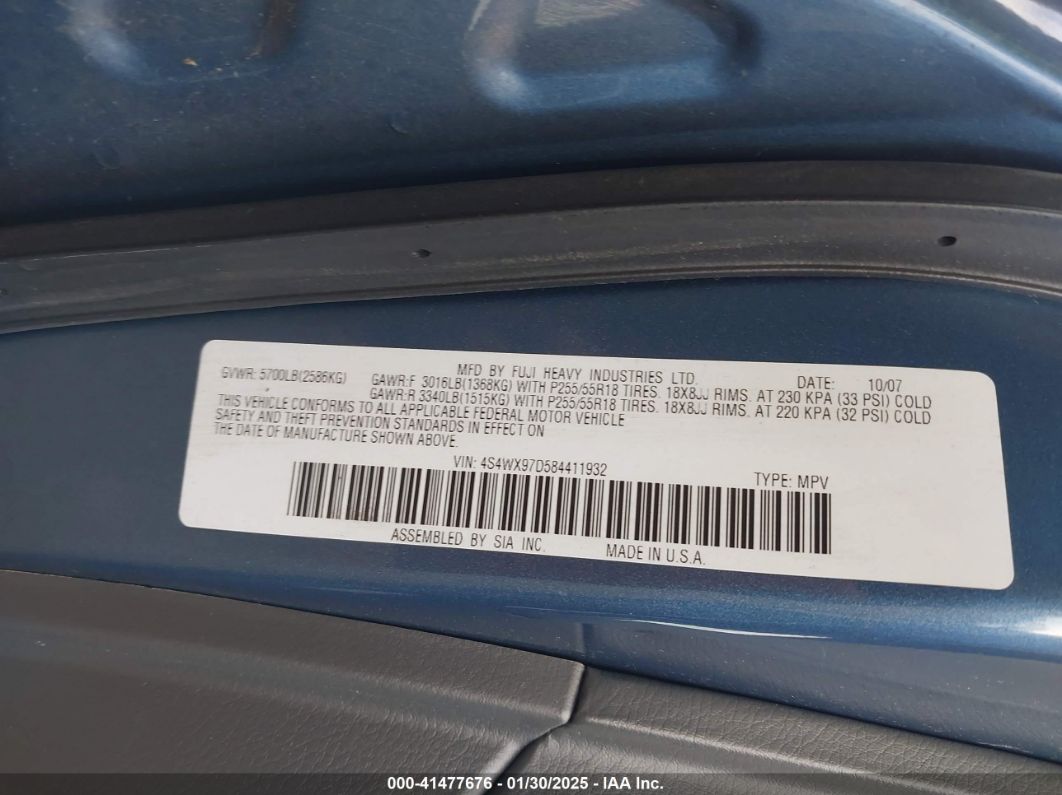 MFD BY FUJI HEAVY INDUSTRIES LTD. DATE: 10/07
GVWR: 5700LB(2586KG) GAWR:F 3016LB(1368KG) WITH P255/55R18 TIRES. 18X8JJ RIMS. AT 230 KPA (33 PSI) COLD
GAWR:R 3340LB(1515KG) WITH P255/55R18 TIRES. 18X8JJ RIMS. AT 220 KPA (32 PSI) COLD
THIS VEHICLE CONFORMS TO ALL APPLICABLE FEDERAL MOTOR VEHICLE
SAFETY AND THEFT PREVENTION STANDARDS IN EFFECT ON
THE DATE OF MANUFACTURE SHOWN ABOVE.
VIN: 4S4WX97D584411932 TYPE: MPV
ASSEMBLED BY SIA INC. MADE IN U.S.A.
000-41477676 - 01/30/2025 - IAA Inc.